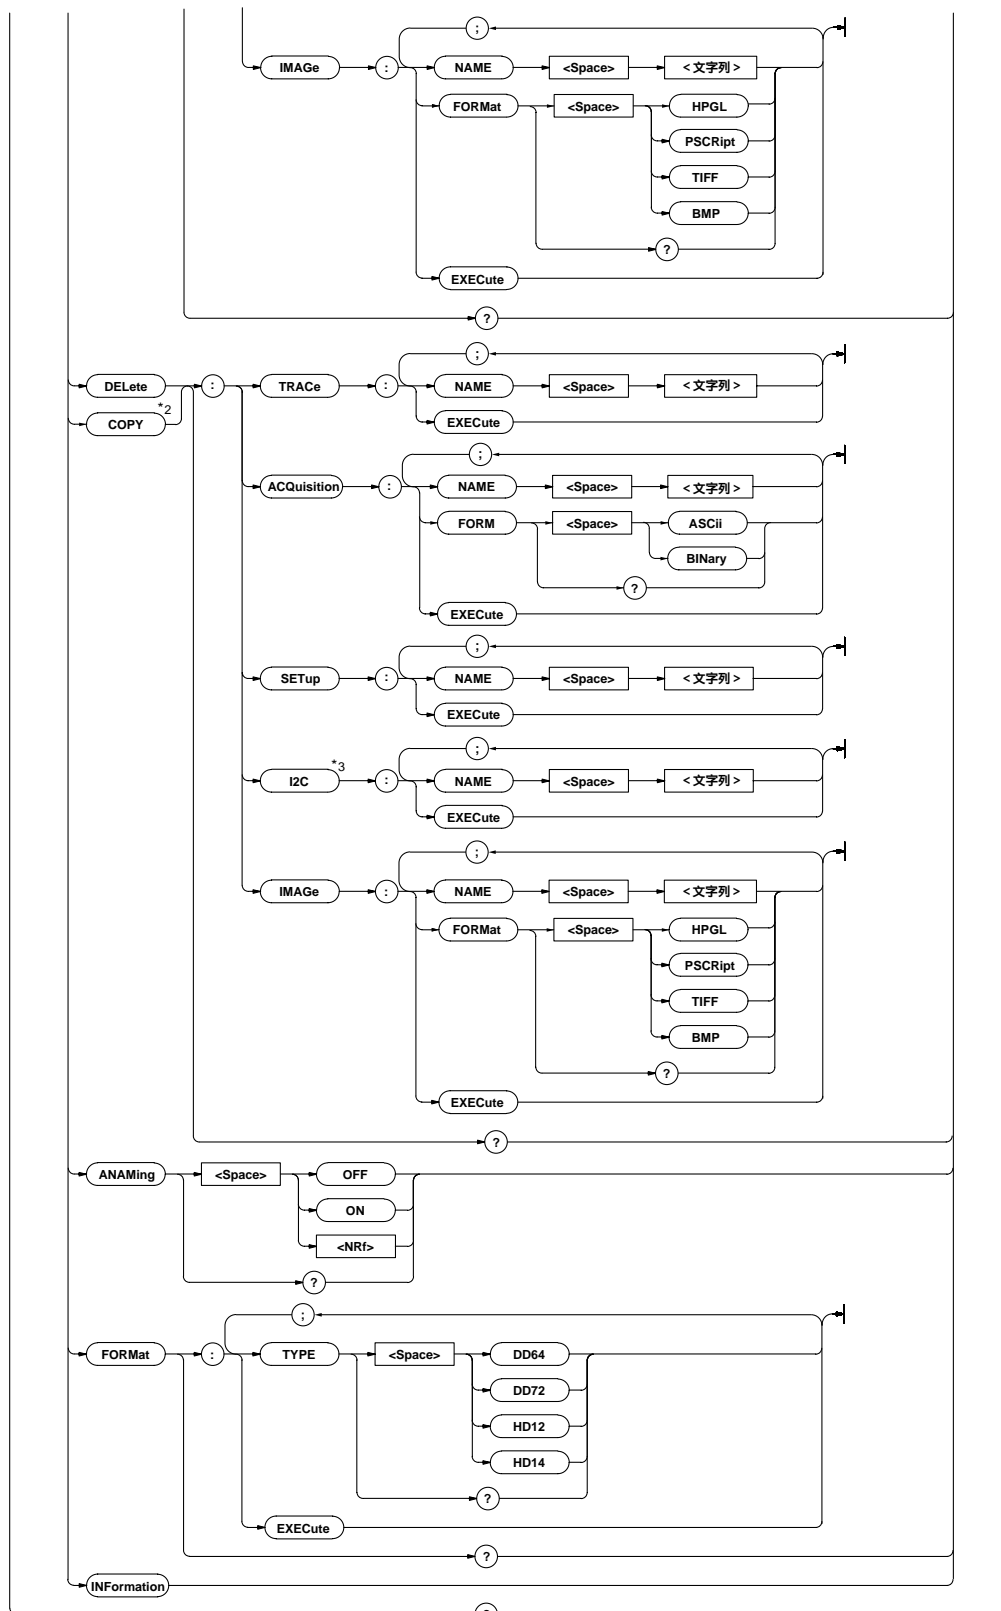 ;
IMAGe : NAME <Space> <文字列>
FORMat <Space> HPGL
PSCRipt
TIFF
BMP
?
EXECute
?
;
DELete : TRACe : NAME <Space> <文字列>
COPY *2 EXECute
;
ACQuisition : NAME <Space> <文字列>
FORM <Space> ASCii
BINary
?
EXECute
;
SETup : NAME <Space> <文字列>
EXECute
;
I2C *3 : NAME <Space> <文字列>
EXECute
;
IMAGe : NAME <Space> <文字列>
FORMat <Space> HPGL
PSCRipt
TIFF
BMP
?
EXECute
?
ANAMing <Space> OFF
ON
<NRf>
?
;
FORMat : TYPE <Space> DD64
DD72
HD12
HD14
?
EXECute
?
INFormation